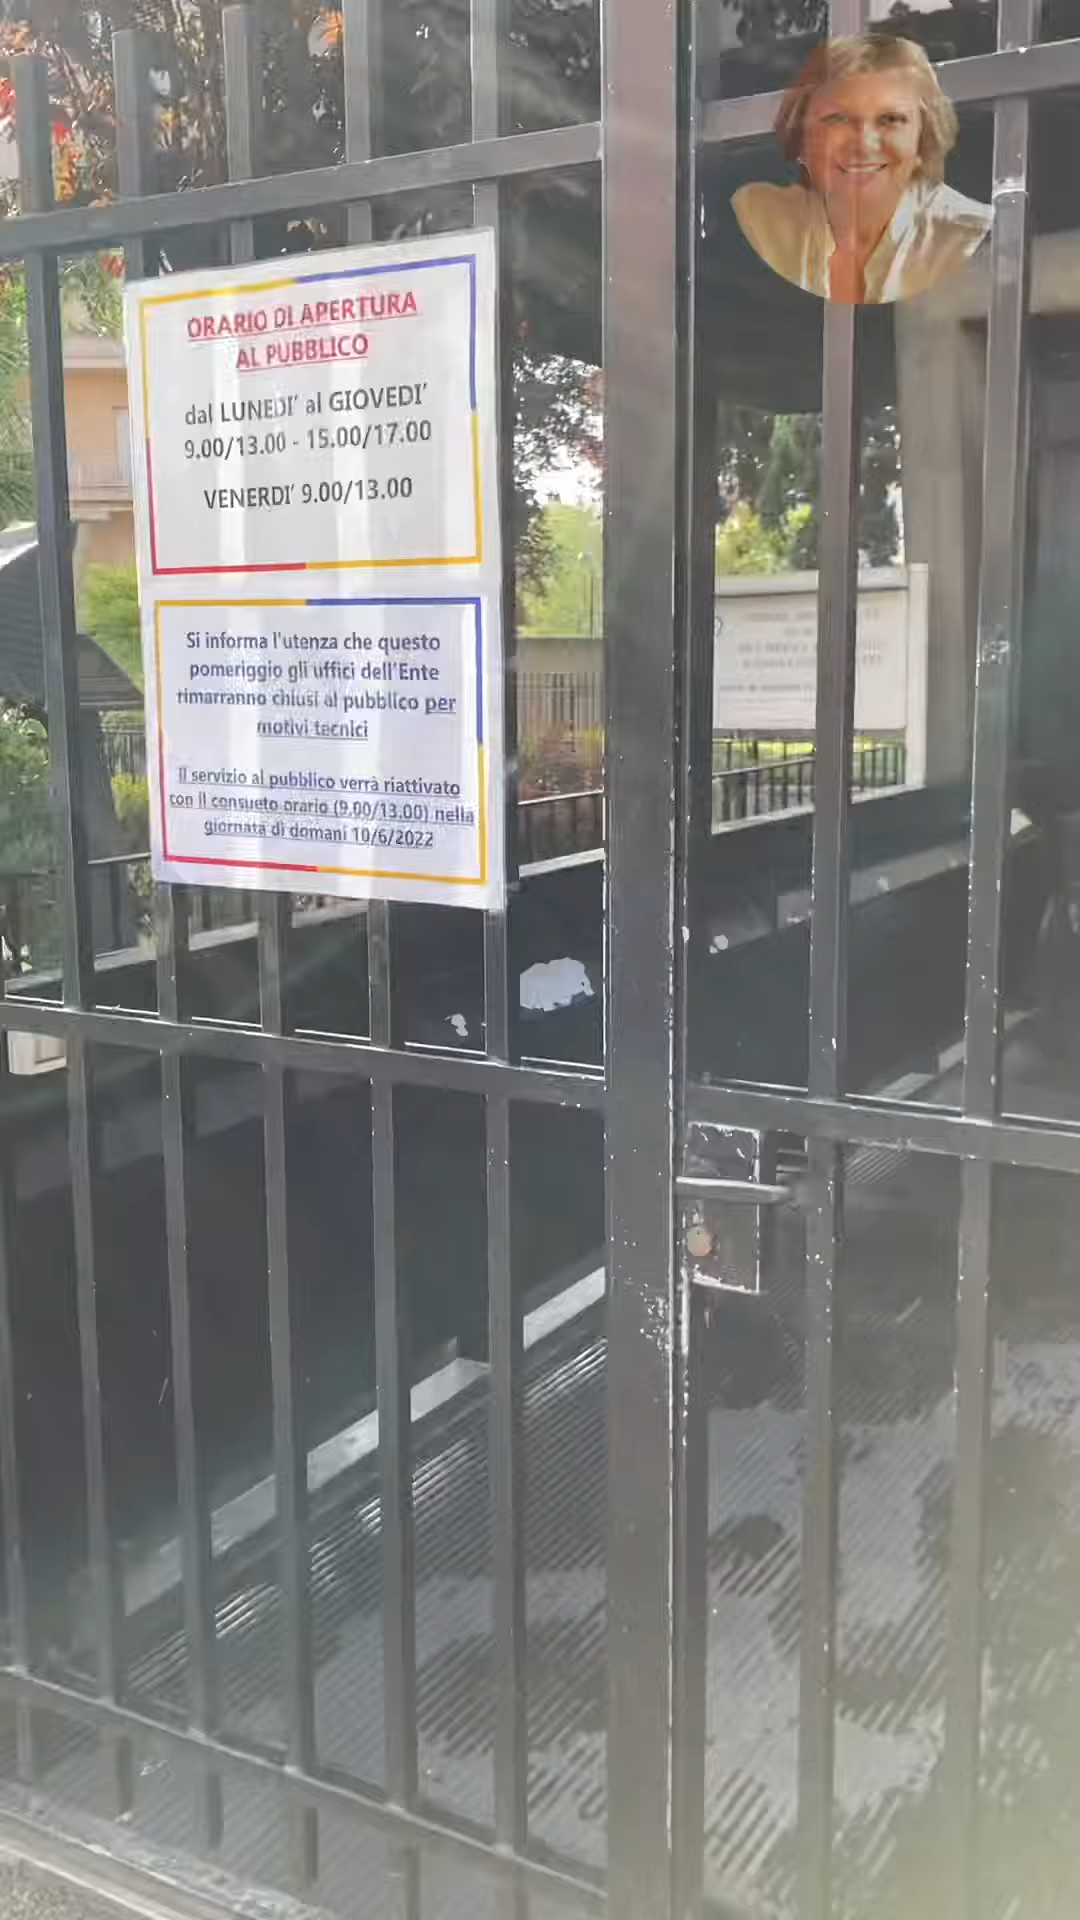 ORARIO DI APERTURA
AL PUBBLICO
dal LUNEDI' al GIOVEDI'
9.00/13.00 - 15.00/17.00
VENERDI' 9.00/13.00
Si informa l'utenza che questo
pomeriggio gli uffici dell'Ente
rimarranno chiusi al pubblico per
motivi tecnici
Il servizio al pubblico verrà riattivato
con il consueto orario (9.00/13.00) nella
giornata di domani 10/6/2022